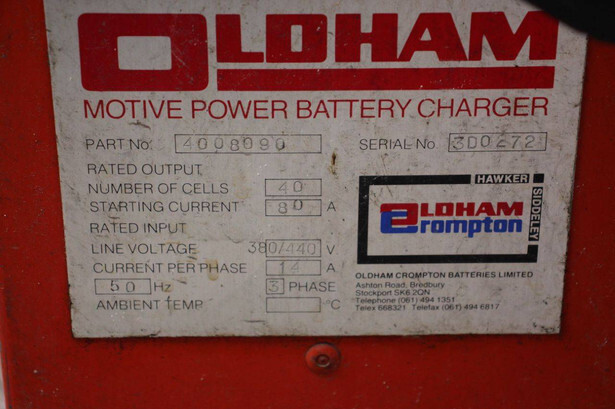 OLDHAM
MOTIVE POWER BATTERY CHARGER
PART No. 4008090 SERIAL No. 3D0272
RATED OUTPUT
NUMBER OF CELLS 40
STARTING CURRENT 80 A
RATED INPUT
LINE VOLTAGE 380/440 V
CURRENT PER PHASE 14 A
50 Hz 3 PHASE
AMBIENT TEMP °C
HAWKER
SIDDELEY
OLDHAM
Crompton
OLDHAM CROMPTON BATTERIES LIMITED
Ashton Road, Bredbury
Stockport SK6 2QN
Telephone (061) 494 1351
Telex 668321 Telefax (061) 494 6817